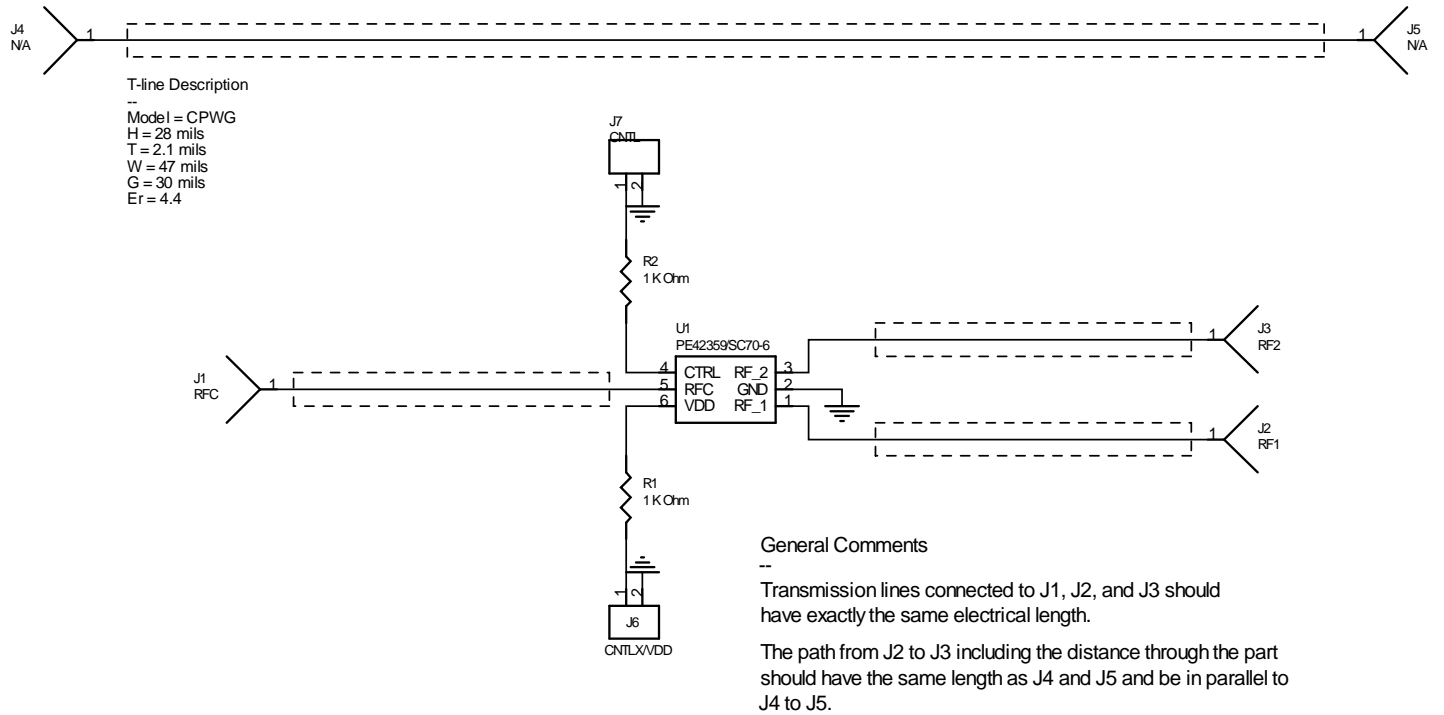 J4
N/A
1
1
J5
N/A
T-line Description
--
Model = CPWG
H = 28 mils
T = 2.1 mils
W = 47 mils
G = 30 mils
Er = 4.4
J7
CNTL
1
2
R2
1 K Ohm
U1
PE42359/SC70-6
J1
RFC
1
4
CTRL
RF_2
3
5
RFC
GND
2
6
VDD
RF_1
1
1
J3
RF2
1
J2
RF1
R1
1 K Ohm
1
2
J6
CNTLX/VDD
General Comments
--
Transmission lines connected to J1, J2, and J3 should
have exactly the same electrical length.
The path from J2 to J3 including the distance through the part
should have the same length as J4 and J5 and be in parallel to
J4 to J5.